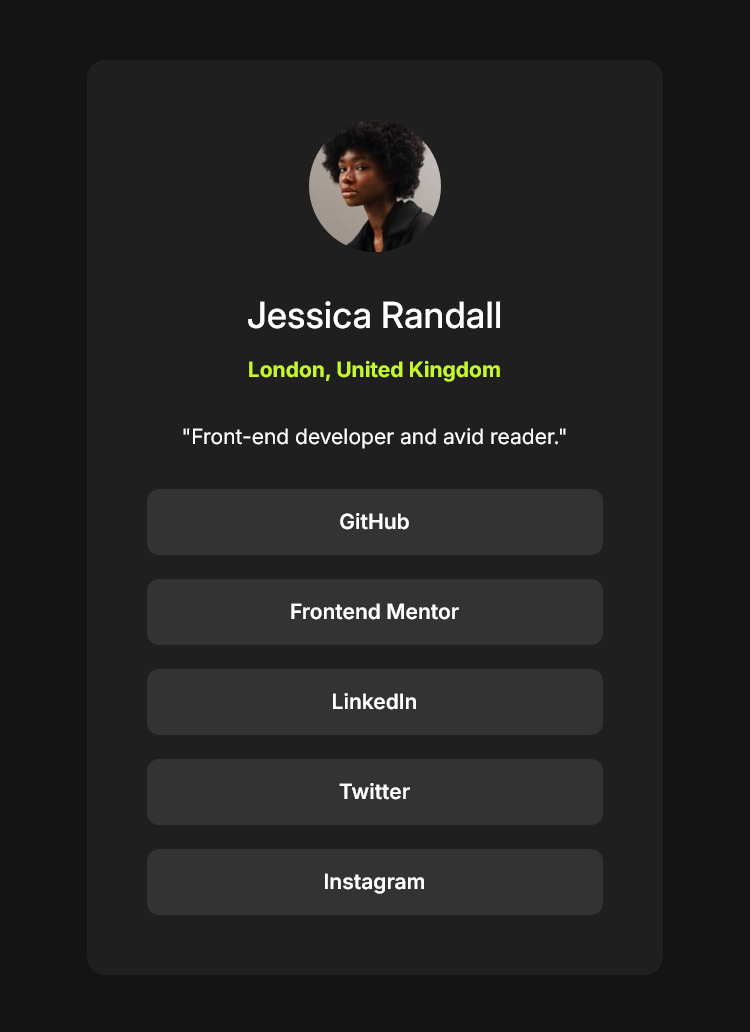 Jessica Randall
London, United Kingdom
"Front-end developer and avid reader."
GitHub
Frontend Mentor
LinkedIn
Twitter
Instagram